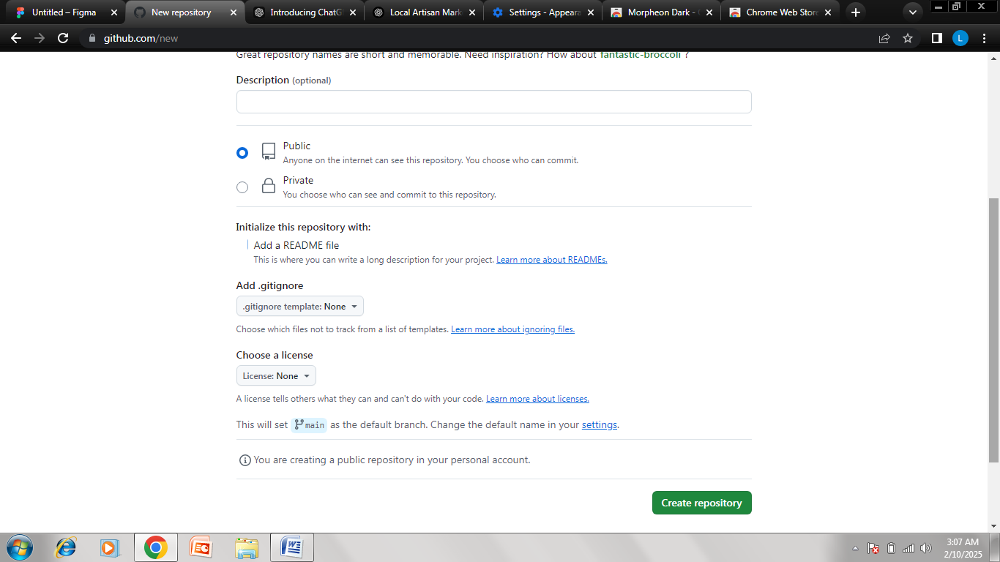 Untitled – Figma
New repository
Introducing ChatG
Local Artisan Mark
Settings - Appeara
Morpheon Dark - 
Chrome Web Store
github.com/new
L
Great repository names are short and memorable. Need inspiration? How about fantastic-broccoli ?
Description (optional)
Public
Anyone on the internet can see this repository. You choose who can commit.
Private
You choose who can see and commit to this repository.
Initialize this repository with:
Add a README file
This is where you can write a long description for your project. Learn more about READMEs.
Add .gitignore
.gitignore template: None
Choose which files not to track from a list of templates. Learn more about ignoring files.
Choose a license
License: None
A license tells others what they can and can't do with your code. Learn more about licenses.
This will set main as the default branch. Change the default name in your settings.
You are creating a public repository in your personal account.
Create repository
3:07 AM
2/10/2025